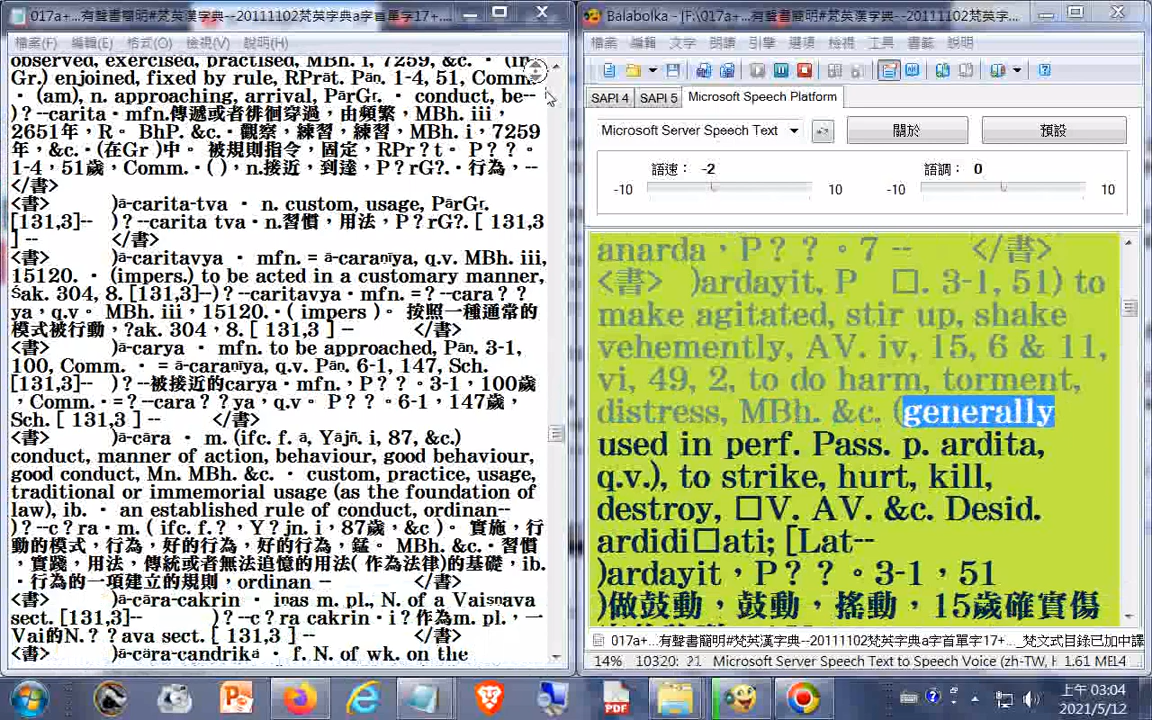 017a+...有聲書簡明#梵英漢字典--20111102梵英字典a字首單字17+...
檔案(F) 編輯(E) 格式(O) 檢視(V) 說明(H)
observed, exercised, practised, MBh. i, 7259, &c. · (in
Gr.) enjoined, fixed by rule, RPrāt. Pāṇ. 1-4, 51, Comm.
· (am), n. approaching, arrival, PārGṛ. · conduct, be--
)? --carita·mfn.傳遞或者徘徊穿過,由頻繁,MBh. iii,
2651年,R。 BhP. &c.·觀察,練習,練習,MBh. i,7259
年,&c.·(在Gr )中。 被規則指令,固定,RPr?t。P??。
1-4,51歲,Comm.·( ),n.接近,到達,P?rG?.·行為,--
</書>
<書> )ā-carita-tva · n. custom, usage, PārGṛ.
[131,3]-- )?--carita tva·n.習慣,用法,P?rG?. [ 131,3
] -- </書>
<書> )ā-caritavya · mfn. = ā-caraṇīya, q.v. MBh. iii,
15120. · (impers.) to be acted in a customary manner,
Śak. 304, 8. [131,3]--)?--caritavya·mfn. =?--cara??
ya,q.v。 MBh. iii,15120.·( impers )。 按照一種通常的
模式被行動,?ak. 304,8. [ 131,3 ] -- </書>
<書> )ā-carya · mfn. to be approached, Pāṇ. 3-1,
100, Comm. · = ā-caraṇīya, q.v. Pāṇ. 6-1, 147, Sch.
[131,3]-- )?--被接近的carya·mfn.,P??。3-1,100歲
,Comm.·=?--cara??ya,q.v。P??。6-1,147歲,
Sch. [ 131,3 ] -- </書>
<書> )ā-cāra · m. (ifc. f. ā, Yājñ. i, 87, &c.)
conduct, manner of action, behaviour, good behaviour,
good conduct, Mn. MBh. &c. · custom, practice, usage,
traditional or immemorial usage (as the foundation of
law), ib. · an established rule of conduct, ordinan--
)?--c?ra·m. ( ifc. f.?,Y?jn. i,87歲,&c )。 實施,行
動的模式,行為,好的行為,好的行為,錳。 MBh. &c.·習慣
,實踐,用法,傳統或者無法追憶的用法( 作為法律)的基礎,ib.
·行為的一項建立的規則,ordinan -- </書>
<書> )ā-cāra-cakrin · inas m. pl., N. of a Vaiṣṇava
sect. [131,3]-- )?--c?ra cakrin·i?作為m. pl.,一
Vai的N.??ava sect. [ 131,3 ] -- </書>
<書> )ā-cāra-candrikā · f. N. of wk. on the
Balabolka - [F:\017a+...有聲書簡明#梵英漢字典--20111102梵英字...
檔案 編輯 文字 朗讀 引擎 選項 檢視 工具 書籤 說明
SAPI 4 SAPI 5 Microsoft Speech Platform
Microsoft Server Speech Text 關於 預設
語速: -2 語調: 0
-10 10 -10 10
anarda,P??。7 -- </書>
<書> )ardayit, P □. 3-1, 51) to
make agitated, stir up, shake
vehemently, AV. iv, 15, 6 & 11,
vi, 49, 2, to do harm, torment,
distress, MBh. &c. (generally
used in perf. Pass. p. ardita,
q.v.), to strike, hurt, kill,
destroy, □V. AV. &c. Desid.
ardidi□ati; [Lat--
)ardayit,P??。3-1,51
)做鼓動,鼓動,搖動,15歲確實傷
017a+...有聲書簡明#梵英漢字典--20111102梵英字典a字首單字17+..._梵文式目錄已加中譯
14% 10320: Microsoft Server Speech Text to Speech Voice (zh-TW, 1.61
上午 03:04
2021/5/12